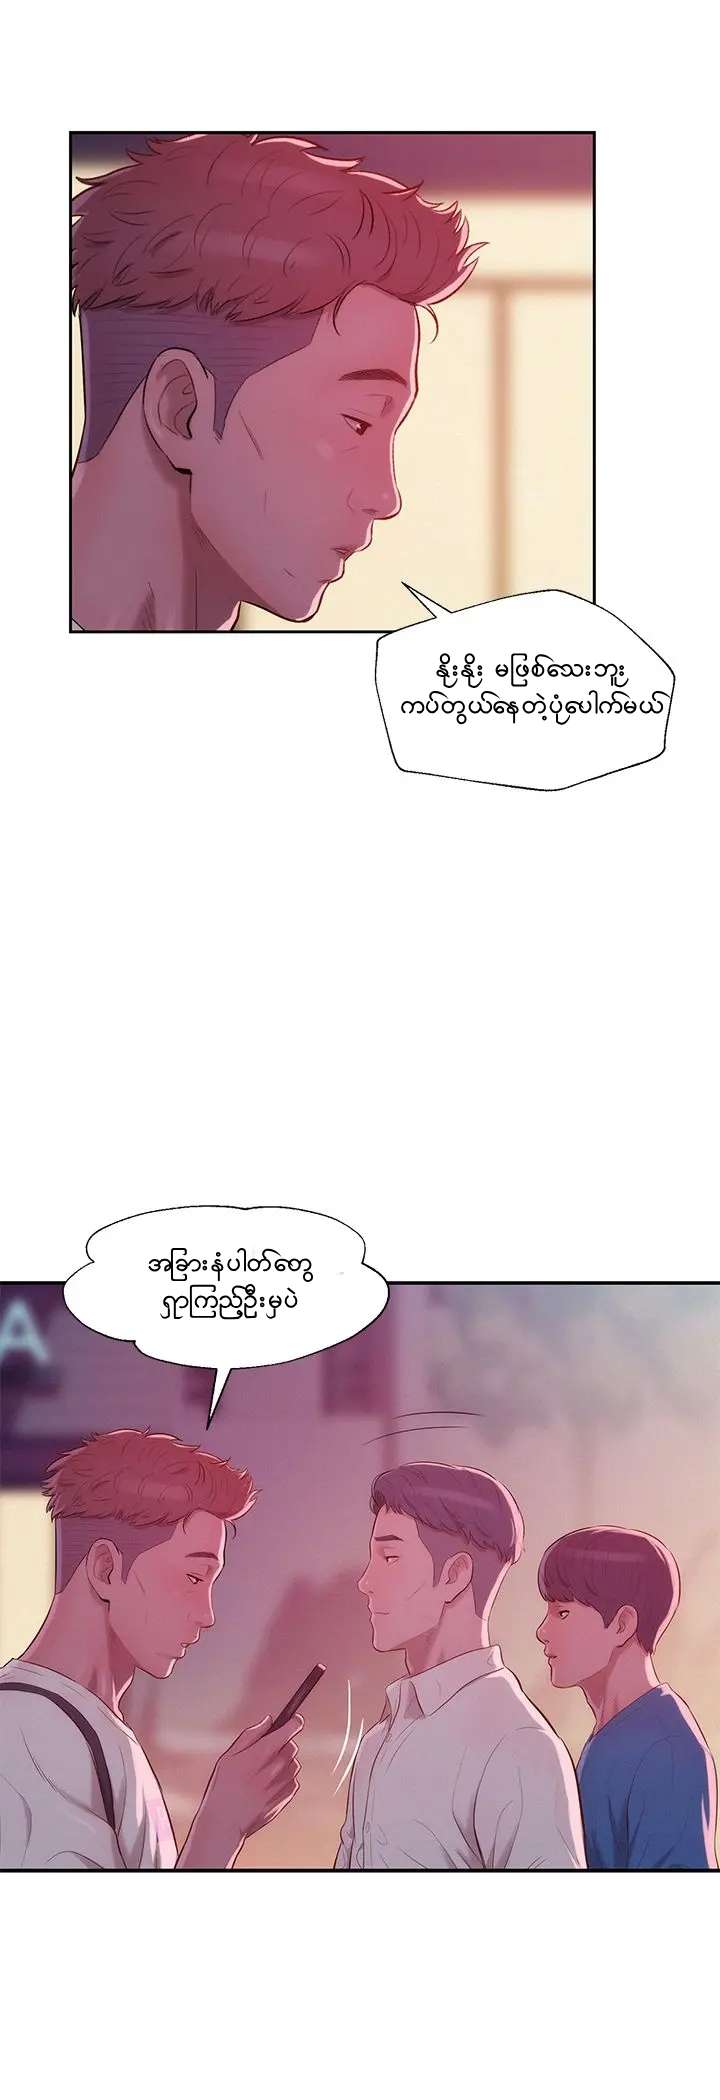 နိုးနိုး မဖြစ်သေးဘူး
ကပ်တွယ်နေတဲ့ပုံပေါက်မယ်
အခြားနံပါတ်တွေ
ရှာကြည့်ဦးမှပဲ
A